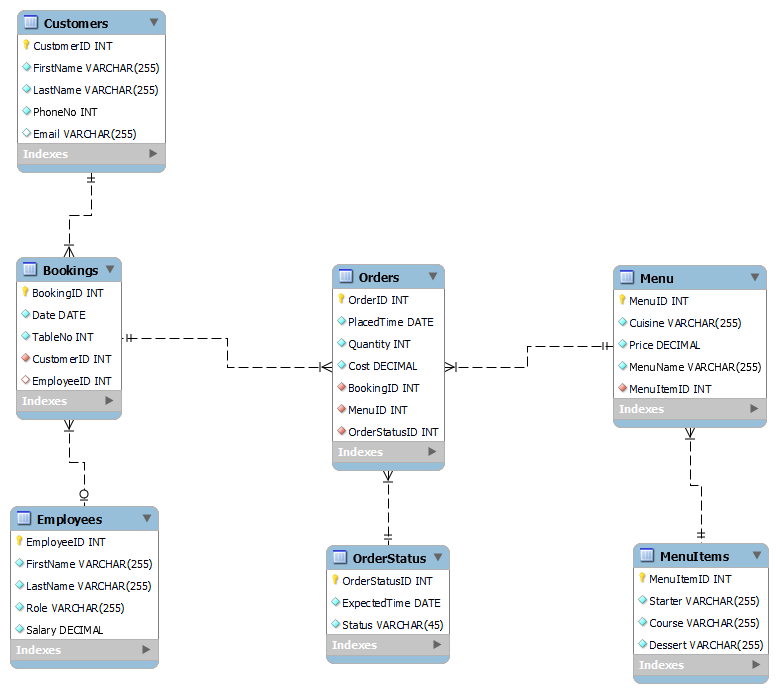 Customers
CustomerID INT
FirstName VARCHAR(255)
LastName VARCHAR(255)
PhoneNo INT
Email VARCHAR(255)
Indexes
Bookings
BookingID INT
Date DATE
TableNo INT
CustomerID INT
EmployeeID INT
Indexes
Orders
OrderID INT
PlacedTime DATE
Quantity INT
Cost DECIMAL
BookingID INT
MenuID INT
OrderStatusID INT
Indexes
Menu
MenuID INT
Cuisine VARCHAR(255)
Price DECIMAL
MenuName VARCHAR(255)
MenuItemID INT
Indexes
Employees
EmployeeID INT
FirstName VARCHAR(255)
LastName VARCHAR(255)
Role VARCHAR(255)
Salary DECIMAL
Indexes
OrderStatus
OrderStatusID INT
ExpectedTime DATE
Status VARCHAR(45)
Indexes
MenuItems
MenuItemID INT
Starter VARCHAR(255)
Course VARCHAR(255)
Dessert VARCHAR(255)
Indexes